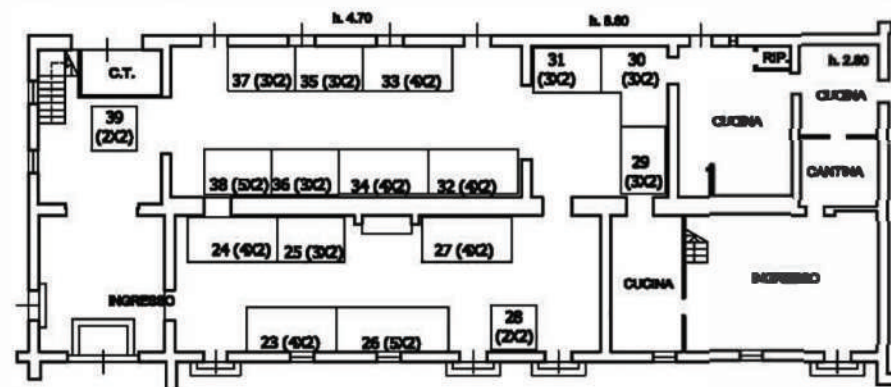 h. 4.70
h. 6.60
C.T.
37 (3X2)
35 (3X2)
33 (4X2)
31
(3X2)
30
(3X2)
RIP.
h. 2.80
CUCINA
CUCINA
39
(2X2)
CANTINA
38 (5X2)
36 (3X2)
34 (4X2)
32 (4X2)
29
(3X2)
24 (4X2)
25 (3X2)
27 (4X2)
CUCINA
INGRESSO
INGRESSO
23 (4X2)
26 (5X2)
28
(2X2)